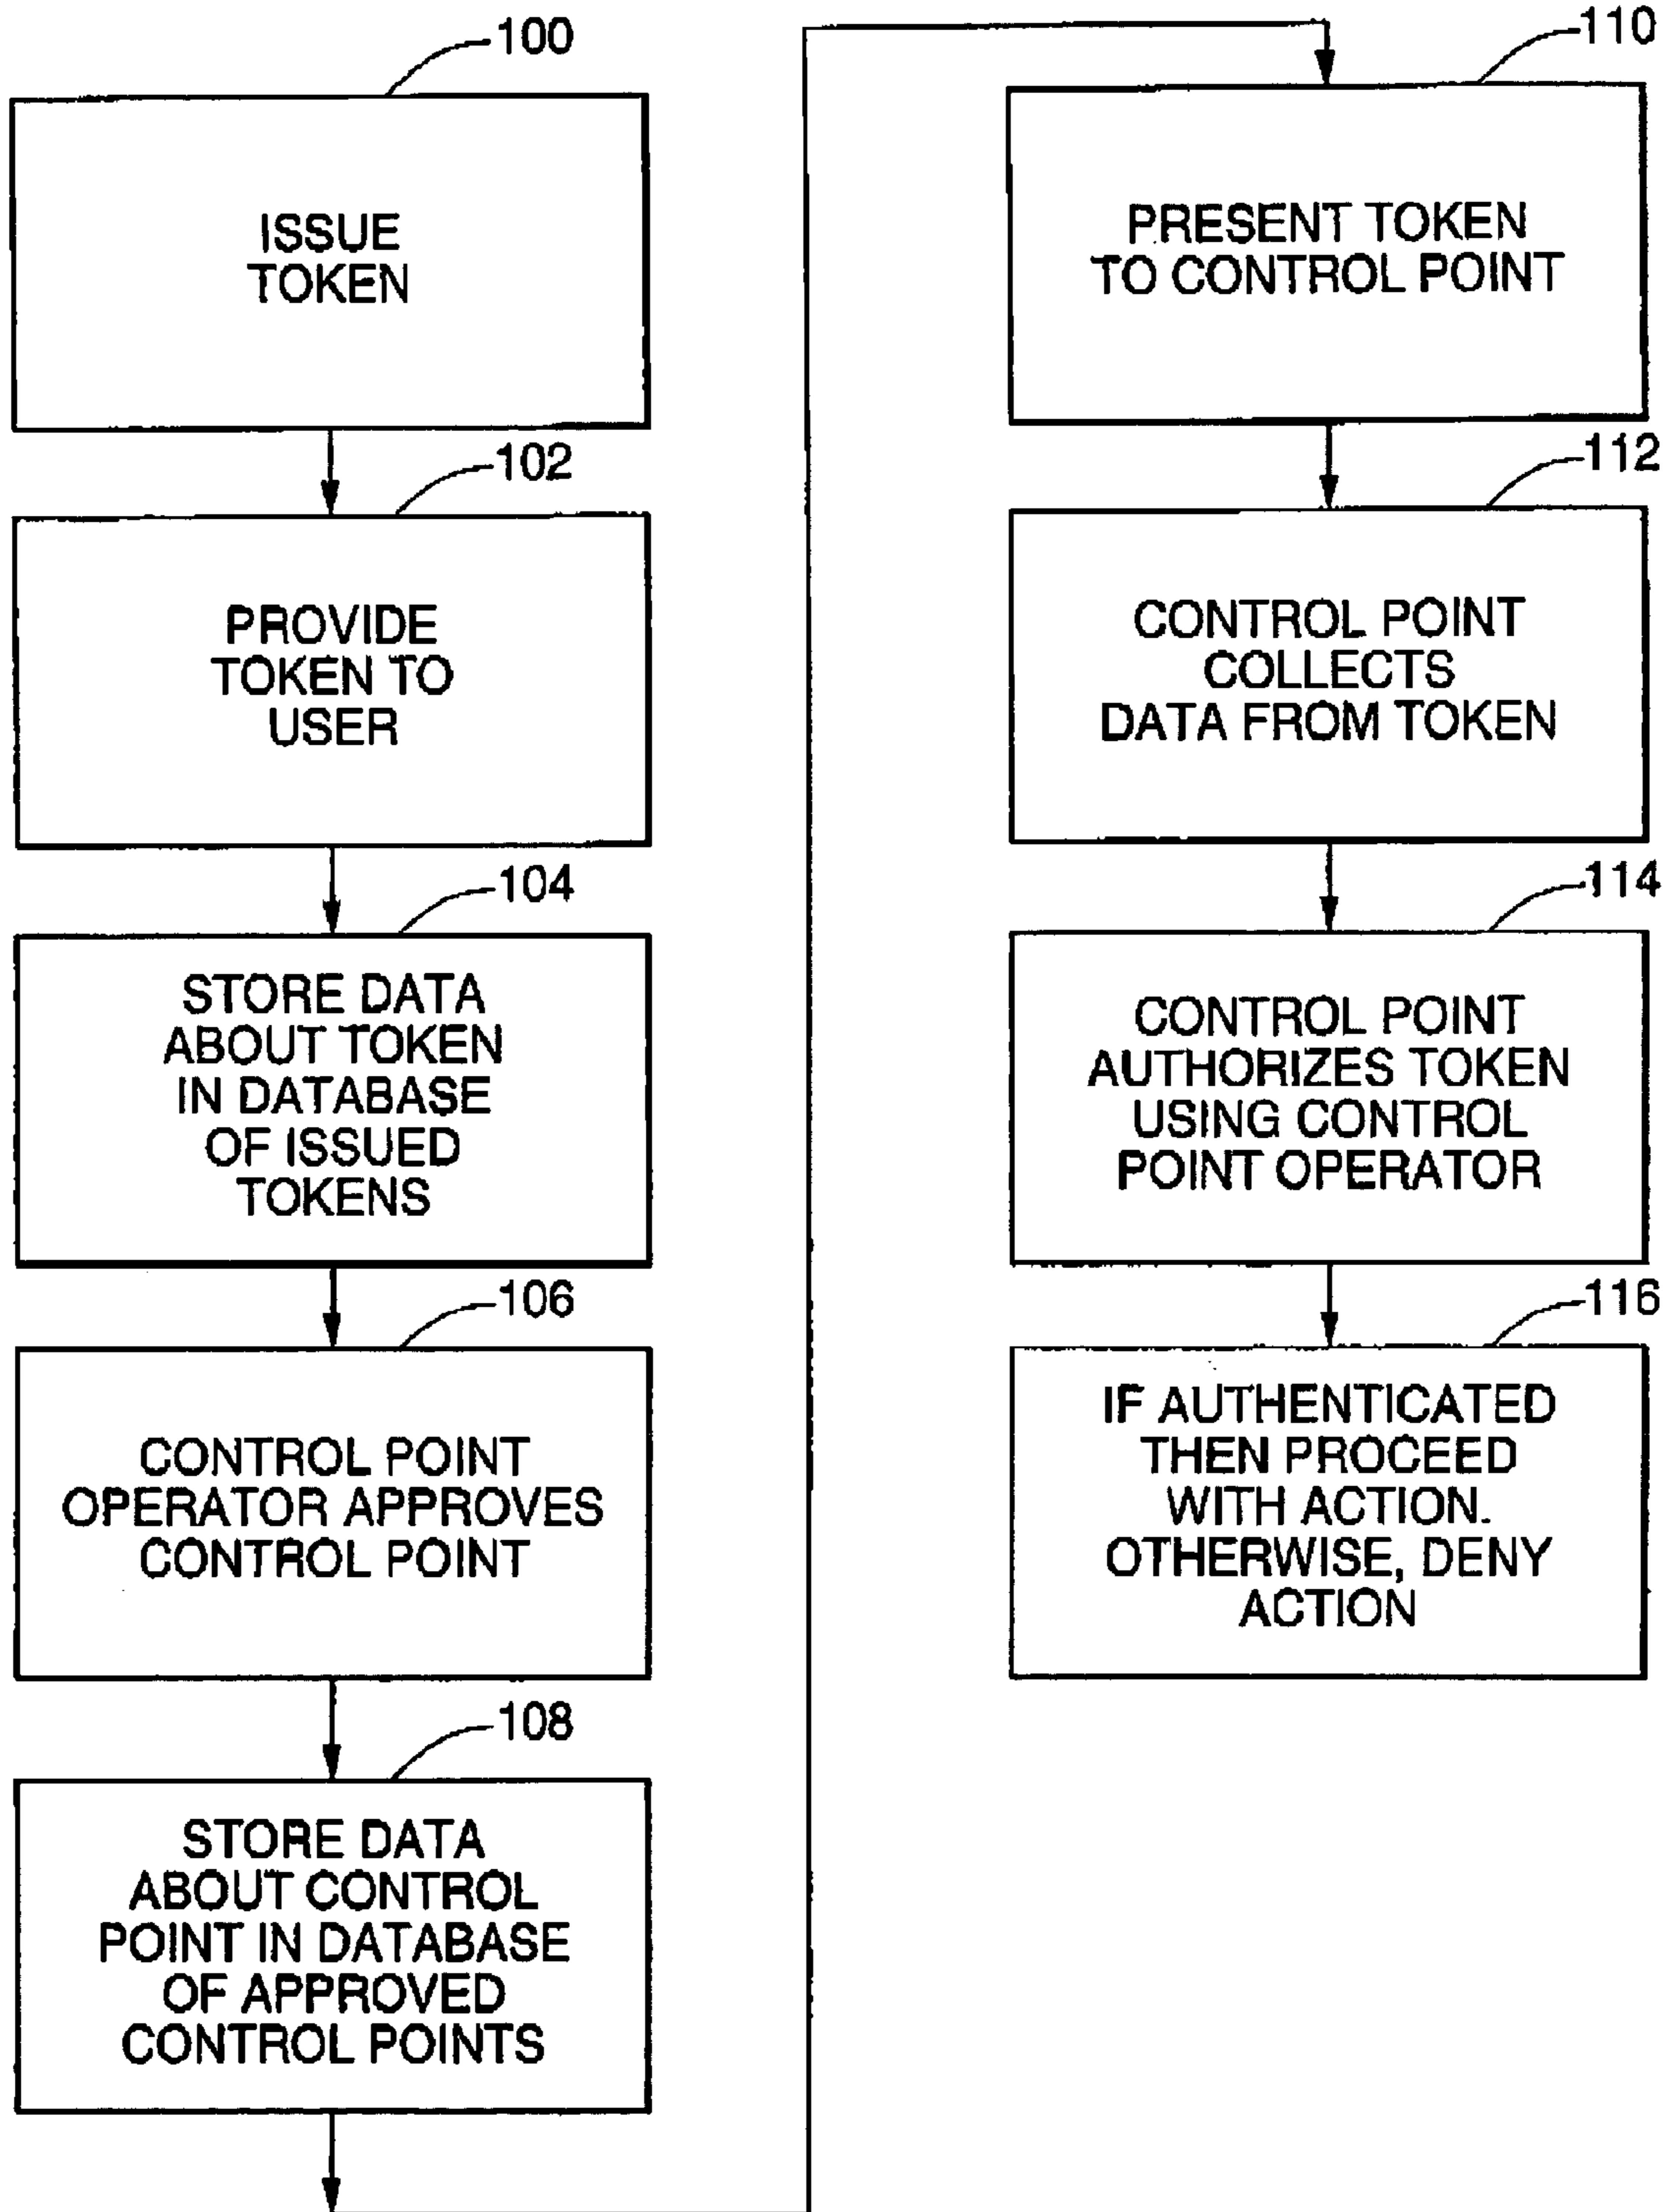 100
ISSUE
TOKEN
102
PROVIDE
TOKEN TO
USER
104
STORE DATA
ABOUT TOKEN
IN DATABASE
OF ISSUED
TOKENS
106
CONTROL POINT
OPERATOR APPROVES
CONTROL POINT
108
STORE DATA
ABOUT CONTROL
POINT IN DATABASE
OF APPROVED
CONTROL POINTS
110
PRESENT TOKEN
TO CONTROL POINT
112
CONTROL POINT
COLLECTS
DATA FROM TOKEN
114
CONTROL POINT
AUTHORIZES TOKEN
USING CONTROL
POINT OPERATOR
116
IF AUTHENTICATED
THEN PROCEED
WITH ACTION.
OTHERWISE, DENY
ACTION